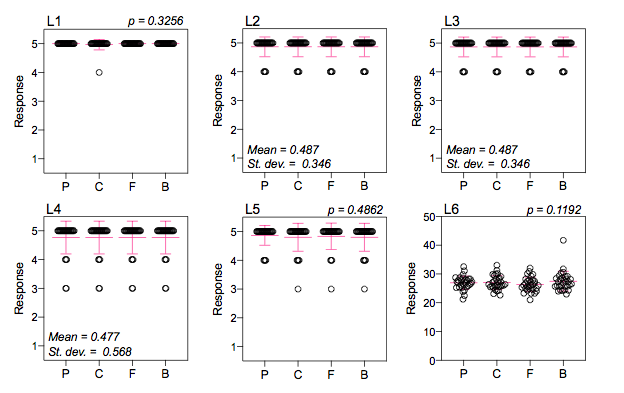 L1 p = 0.3256
Response
5
4
3
2
1
P C F B
L2
Response
5
4
3
2
1
Mean = 0.487
St. dev. = 0.346
P C F B
L3
Response
5
4
3
2
1
Mean = 0.487
St. dev. = 0.346
P C F B
L4
Response
5
4
3
2
1
Mean = 0.477
St. dev. = 0.568
P C F B
L5 p = 0.4862
Response
5
4
3
2
1
P C F B
L6 p = 0.1192
Response
50
40
30
20
10
0
P C F B